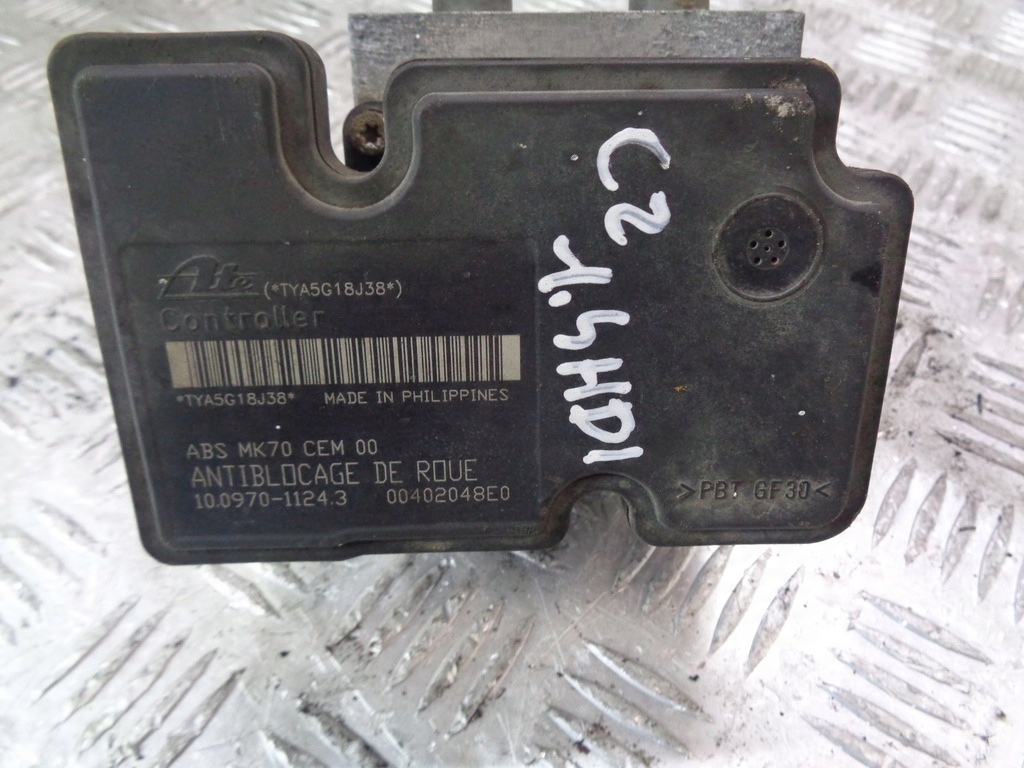 Ate (*TYA5G18J38*)
Controller
*TYA5G18J38* MADE IN PHILIPPINES
ABS MK70 CEM 00
ANTIBLOCAGE DE ROUE
10.0970-1124.3 00402048E0
>PBT GF30<
C2
1.4HDI